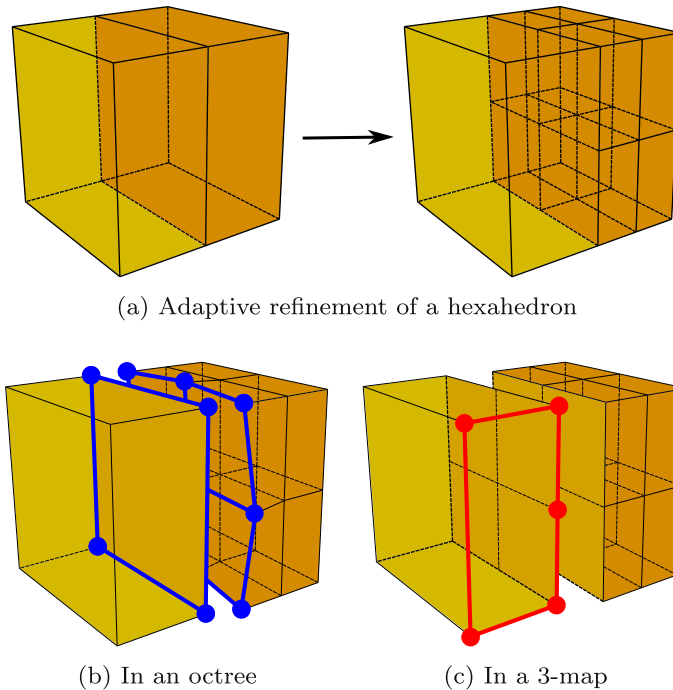 (a) Adaptive refinement of a hexahedron
(b) In an octree
(c) In a 3-map